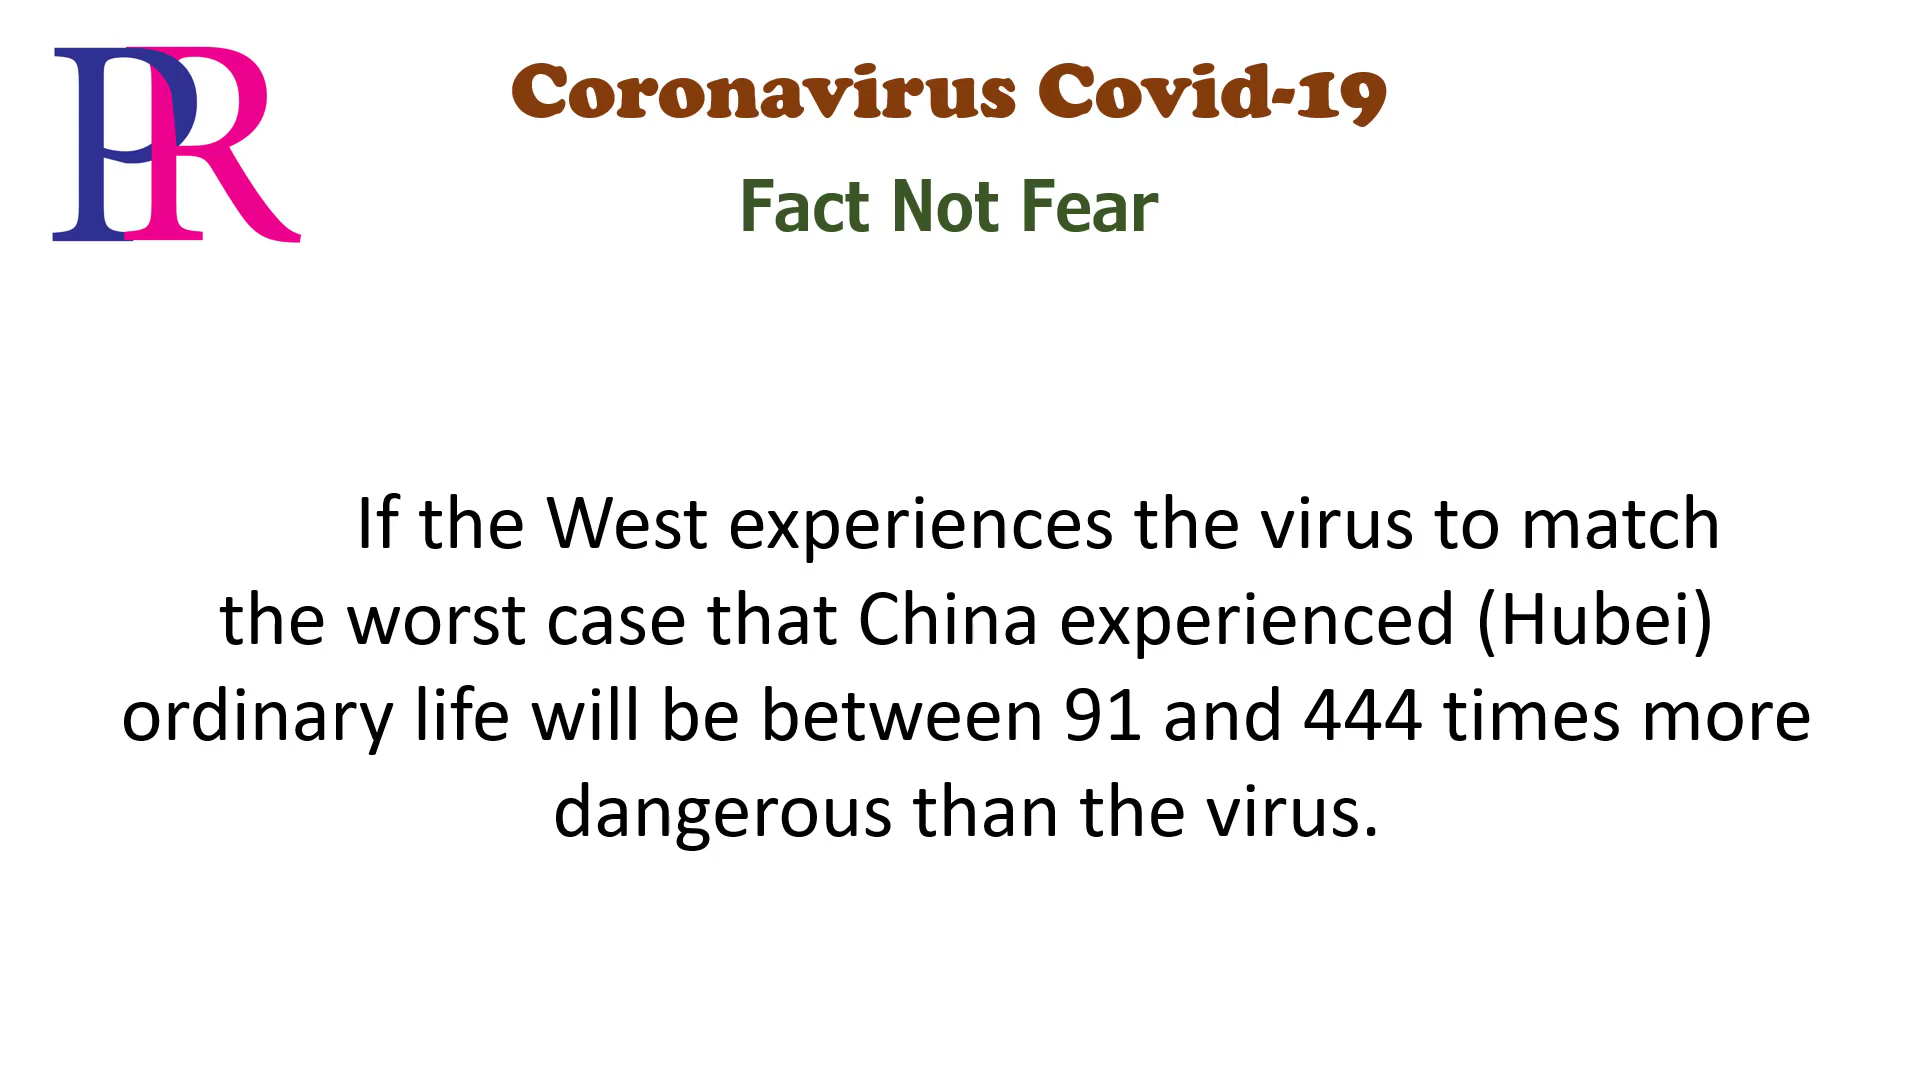 PR
Coronavirus Covid-19
Fact Not Fear
If the West experiences the virus to match
the worst case that China experienced (Hubei)
ordinary life will be between 91 and 444 times more
dangerous than the virus.